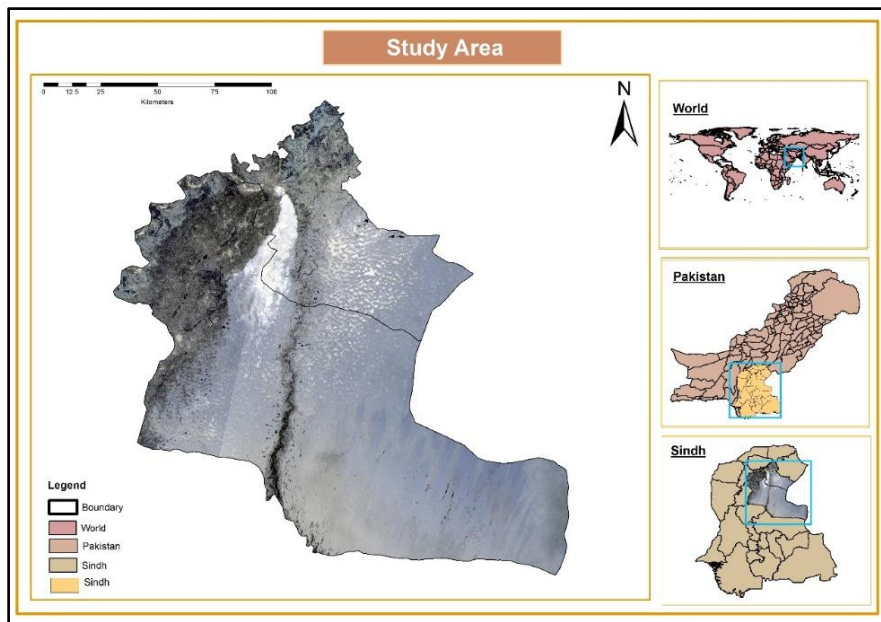 Study Area
0 12.5 25 50 75 100
Kilometers
N
World
Pakistan
Sindh
Legend
Boundary
World
Pakistan
Sindh
Sindh